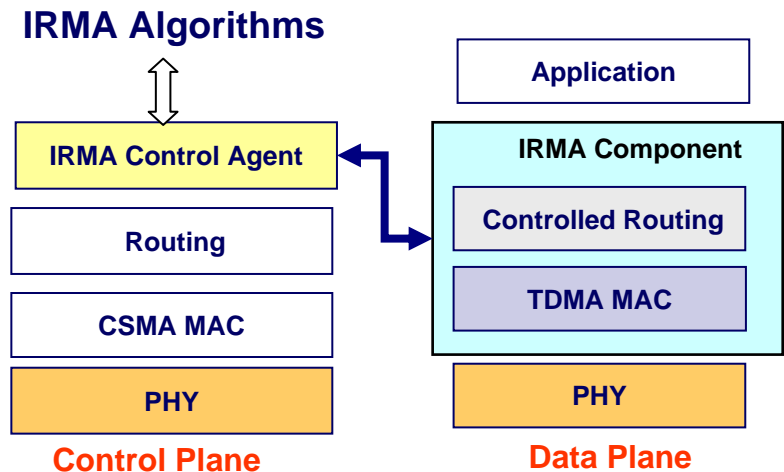 IRMA Algorithms
IRMA Control Agent
Routing
CSMA MAC
PHY
Control Plane
Application
IRMA Component
Controlled Routing
TDMA MAC
PHY
Data Plane